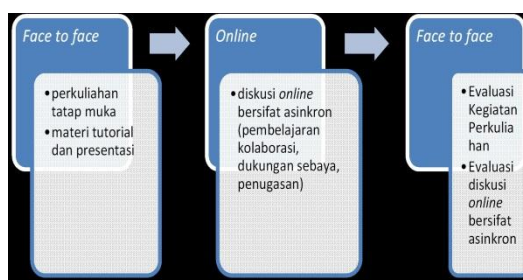 Face to face
• perkuliahan
tatap muka
• materi tutorial
dan presentasi
Online
• diskusi online
bersifat asinkron
(pembelajaran
kolaborasi,
dukungan sebaya,
penugasan)
Face to face
• Evaluasi
Kegiatan
Perkulia
han
• Evaluasi
diskusi
online
bersifat
asinkron